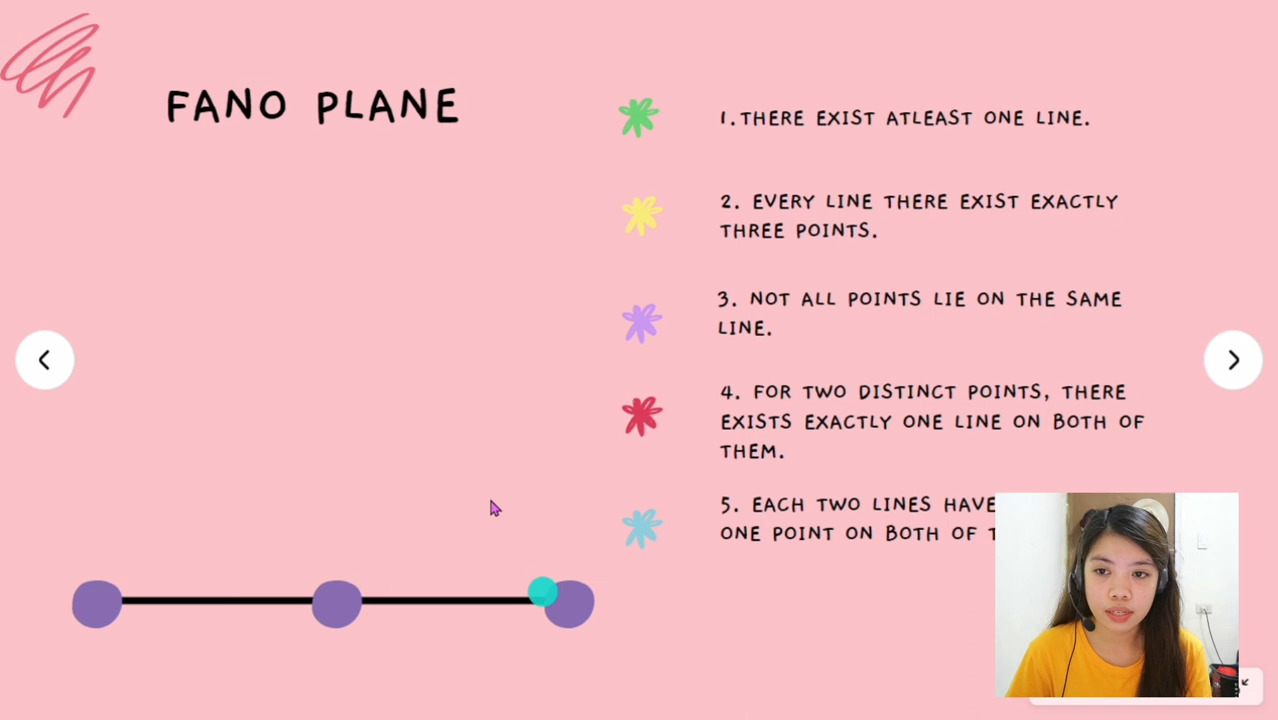 FANO PLANE
1.THERE EXIST ATLEAST ONE LINE.
2. EVERY LINE THERE EXIST EXACTLY
THREE POINTS.
3. NOT ALL POINTS LIE ON THE SAME
LINE.
4. FOR TWO DISTINCT POINTS, THERE
EXISTS EXACTLY ONE LINE ON BOTH OF
THEM.
5. EACH TWO LINES HAVE
ONE POINT ON BOTH OF